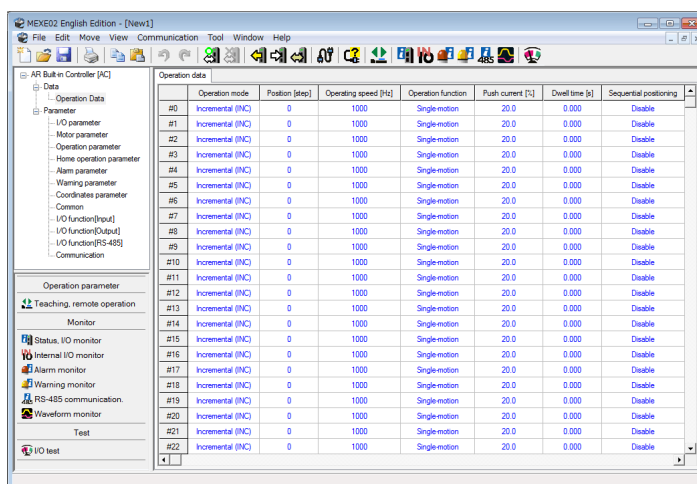 MEXE02 English Edition - [New1]
File Edit Move View Communication Tool Window Help
AR Built-in Controller [AC]
Data
Operation Data
Parameter
I/O parameter
Motor parameter
Operation parameter
Home operation parameter
Alarm parameter
Warning parameter
Coordinates parameter
Common
I/O function[Input]
I/O function[Output]
I/O function[RS-485]
Communication
Operation parameter
Teaching, remote operation
Monitor
Status, I/O monitor
Internal I/O monitor
Alarm monitor
Warning monitor
RS-485 communication.
Waveform monitor
Test
I/O test
Operation data
Operation mode Position [step] Operating speed [Hz] Operation function Push current [%] Dwell time [s] Sequential positioning
#0 Incremental (INC) 0 1000 Single-motion 20.0 0.000 Disable
#1 Incremental (INC) 0 1000 Single-motion 20.0 0.000 Disable
#2 Incremental (INC) 0 1000 Single-motion 20.0 0.000 Disable
#3 Incremental (INC) 0 1000 Single-motion 20.0 0.000 Disable
#4 Incremental (INC) 0 1000 Single-motion 20.0 0.000 Disable
#5 Incremental (INC) 0 1000 Single-motion 20.0 0.000 Disable
#6 Incremental (INC) 0 1000 Single-motion 20.0 0.000 Disable
#7 Incremental (INC) 0 1000 Single-motion 20.0 0.000 Disable
#8 Incremental (INC) 0 1000 Single-motion 20.0 0.000 Disable
#9 Incremental (INC) 0 1000 Single-motion 20.0 0.000 Disable
#10 Incremental (INC) 0 1000 Single-motion 20.0 0.000 Disable
#11 Incremental (INC) 0 1000 Single-motion 20.0 0.000 Disable
#12 Incremental (INC) 0 1000 Single-motion 20.0 0.000 Disable
#13 Incremental (INC) 0 1000 Single-motion 20.0 0.000 Disable
#14 Incremental (INC) 0 1000 Single-motion 20.0 0.000 Disable
#15 Incremental (INC) 0 1000 Single-motion 20.0 0.000 Disable
#16 Incremental (INC) 0 1000 Single-motion 20.0 0.000 Disable
#17 Incremental (INC) 0 1000 Single-motion 20.0 0.000 Disable
#18 Incremental (INC) 0 1000 Single-motion 20.0 0.000 Disable
#19 Incremental (INC) 0 1000 Single-motion 20.0 0.000 Disable
#20 Incremental (INC) 0 1000 Single-motion 20.0 0.000 Disable
#21 Incremental (INC) 0 1000 Single-motion 20.0 0.000 Disable
#22 Incremental (INC) 0 1000 Single-motion 20.0 0.000 Disable